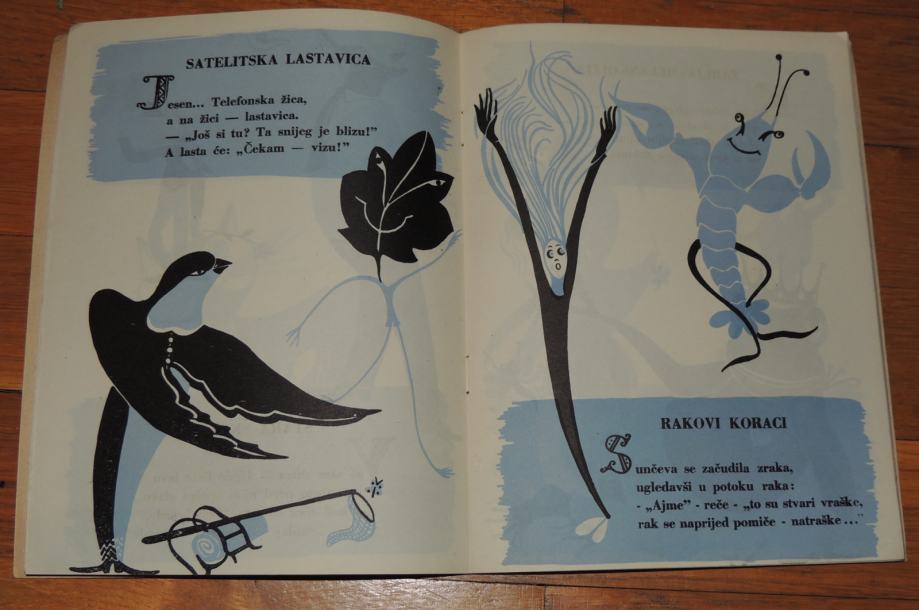 SATELITSKA LASTAVICA
Jesen... Telefonska žica,
a na žici — lastavica.
— „Još si tu? Ta snijeg je blizu!"
A lasta će: „Čekam — vizu!"
RAKOVI KORACI
Sunčeva se začudila zraka,
ugledavši u potoku raka:
- „Ajme" - reče - „to su stvari vraške,
rak se naprijed pomiče - natraške..."